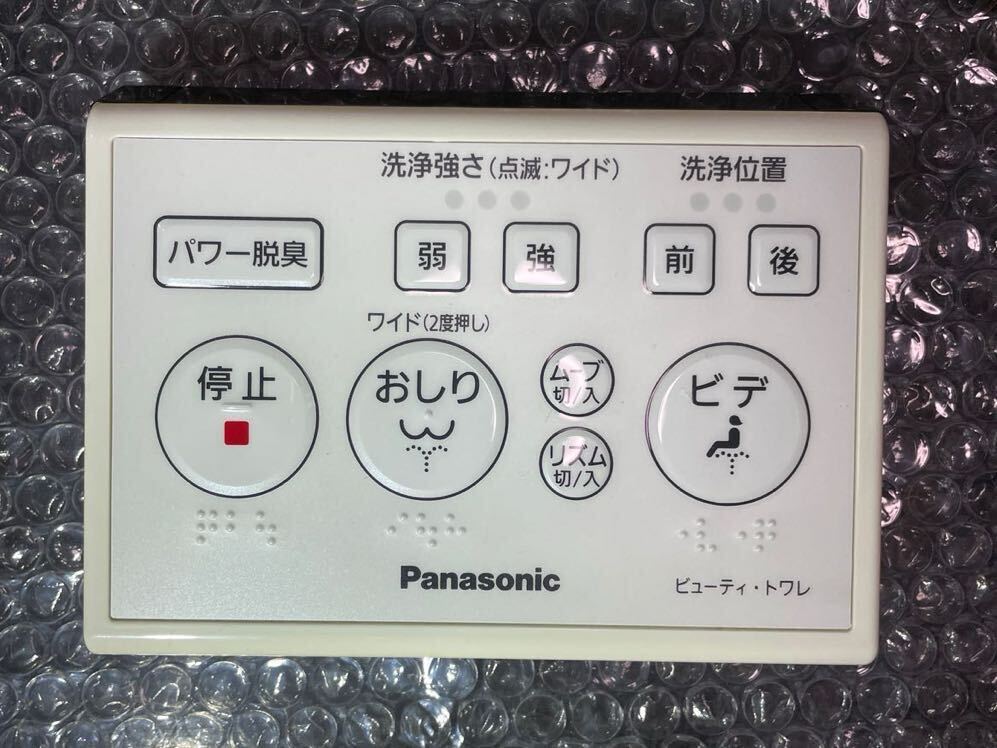 洗浄強さ(点滅:ワイド)
洗浄位置
パワー脱臭
弱
強
前
後
ワイド(2度押し)
停止
おしり
ムーブ
切/入
リズム
切/入
ビデ
Panasonic
ビューティ・トワレ